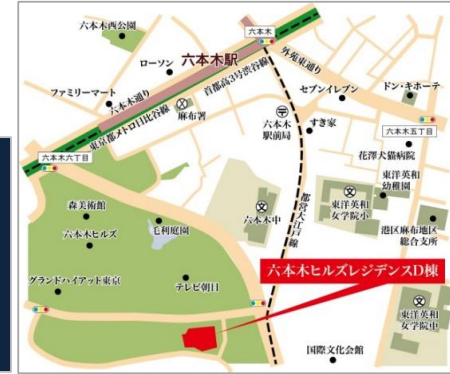 六本木西公園
六本木
ローソン
六本木駅
外苑東通り
ファミリーマート
六本木通り
首都高3号渋谷線
東京都メトロ日比谷線
麻布署
六本木
駅前局
セブンイレブン
ドン・キホーテ
すき家
六本木五丁目
花澤犬猫病院
六本木六丁目
東洋英和
幼稚園
森美術館
六本木ヒルズ
毛利庭園
六本木中
都営大江戸線
東洋英和
女学院小
港区麻布地区
総合支所
グランドハイアット東京
テレビ朝日
六本木ヒルズレジデンスD棟
東洋英和
女学院中
国際文化会館